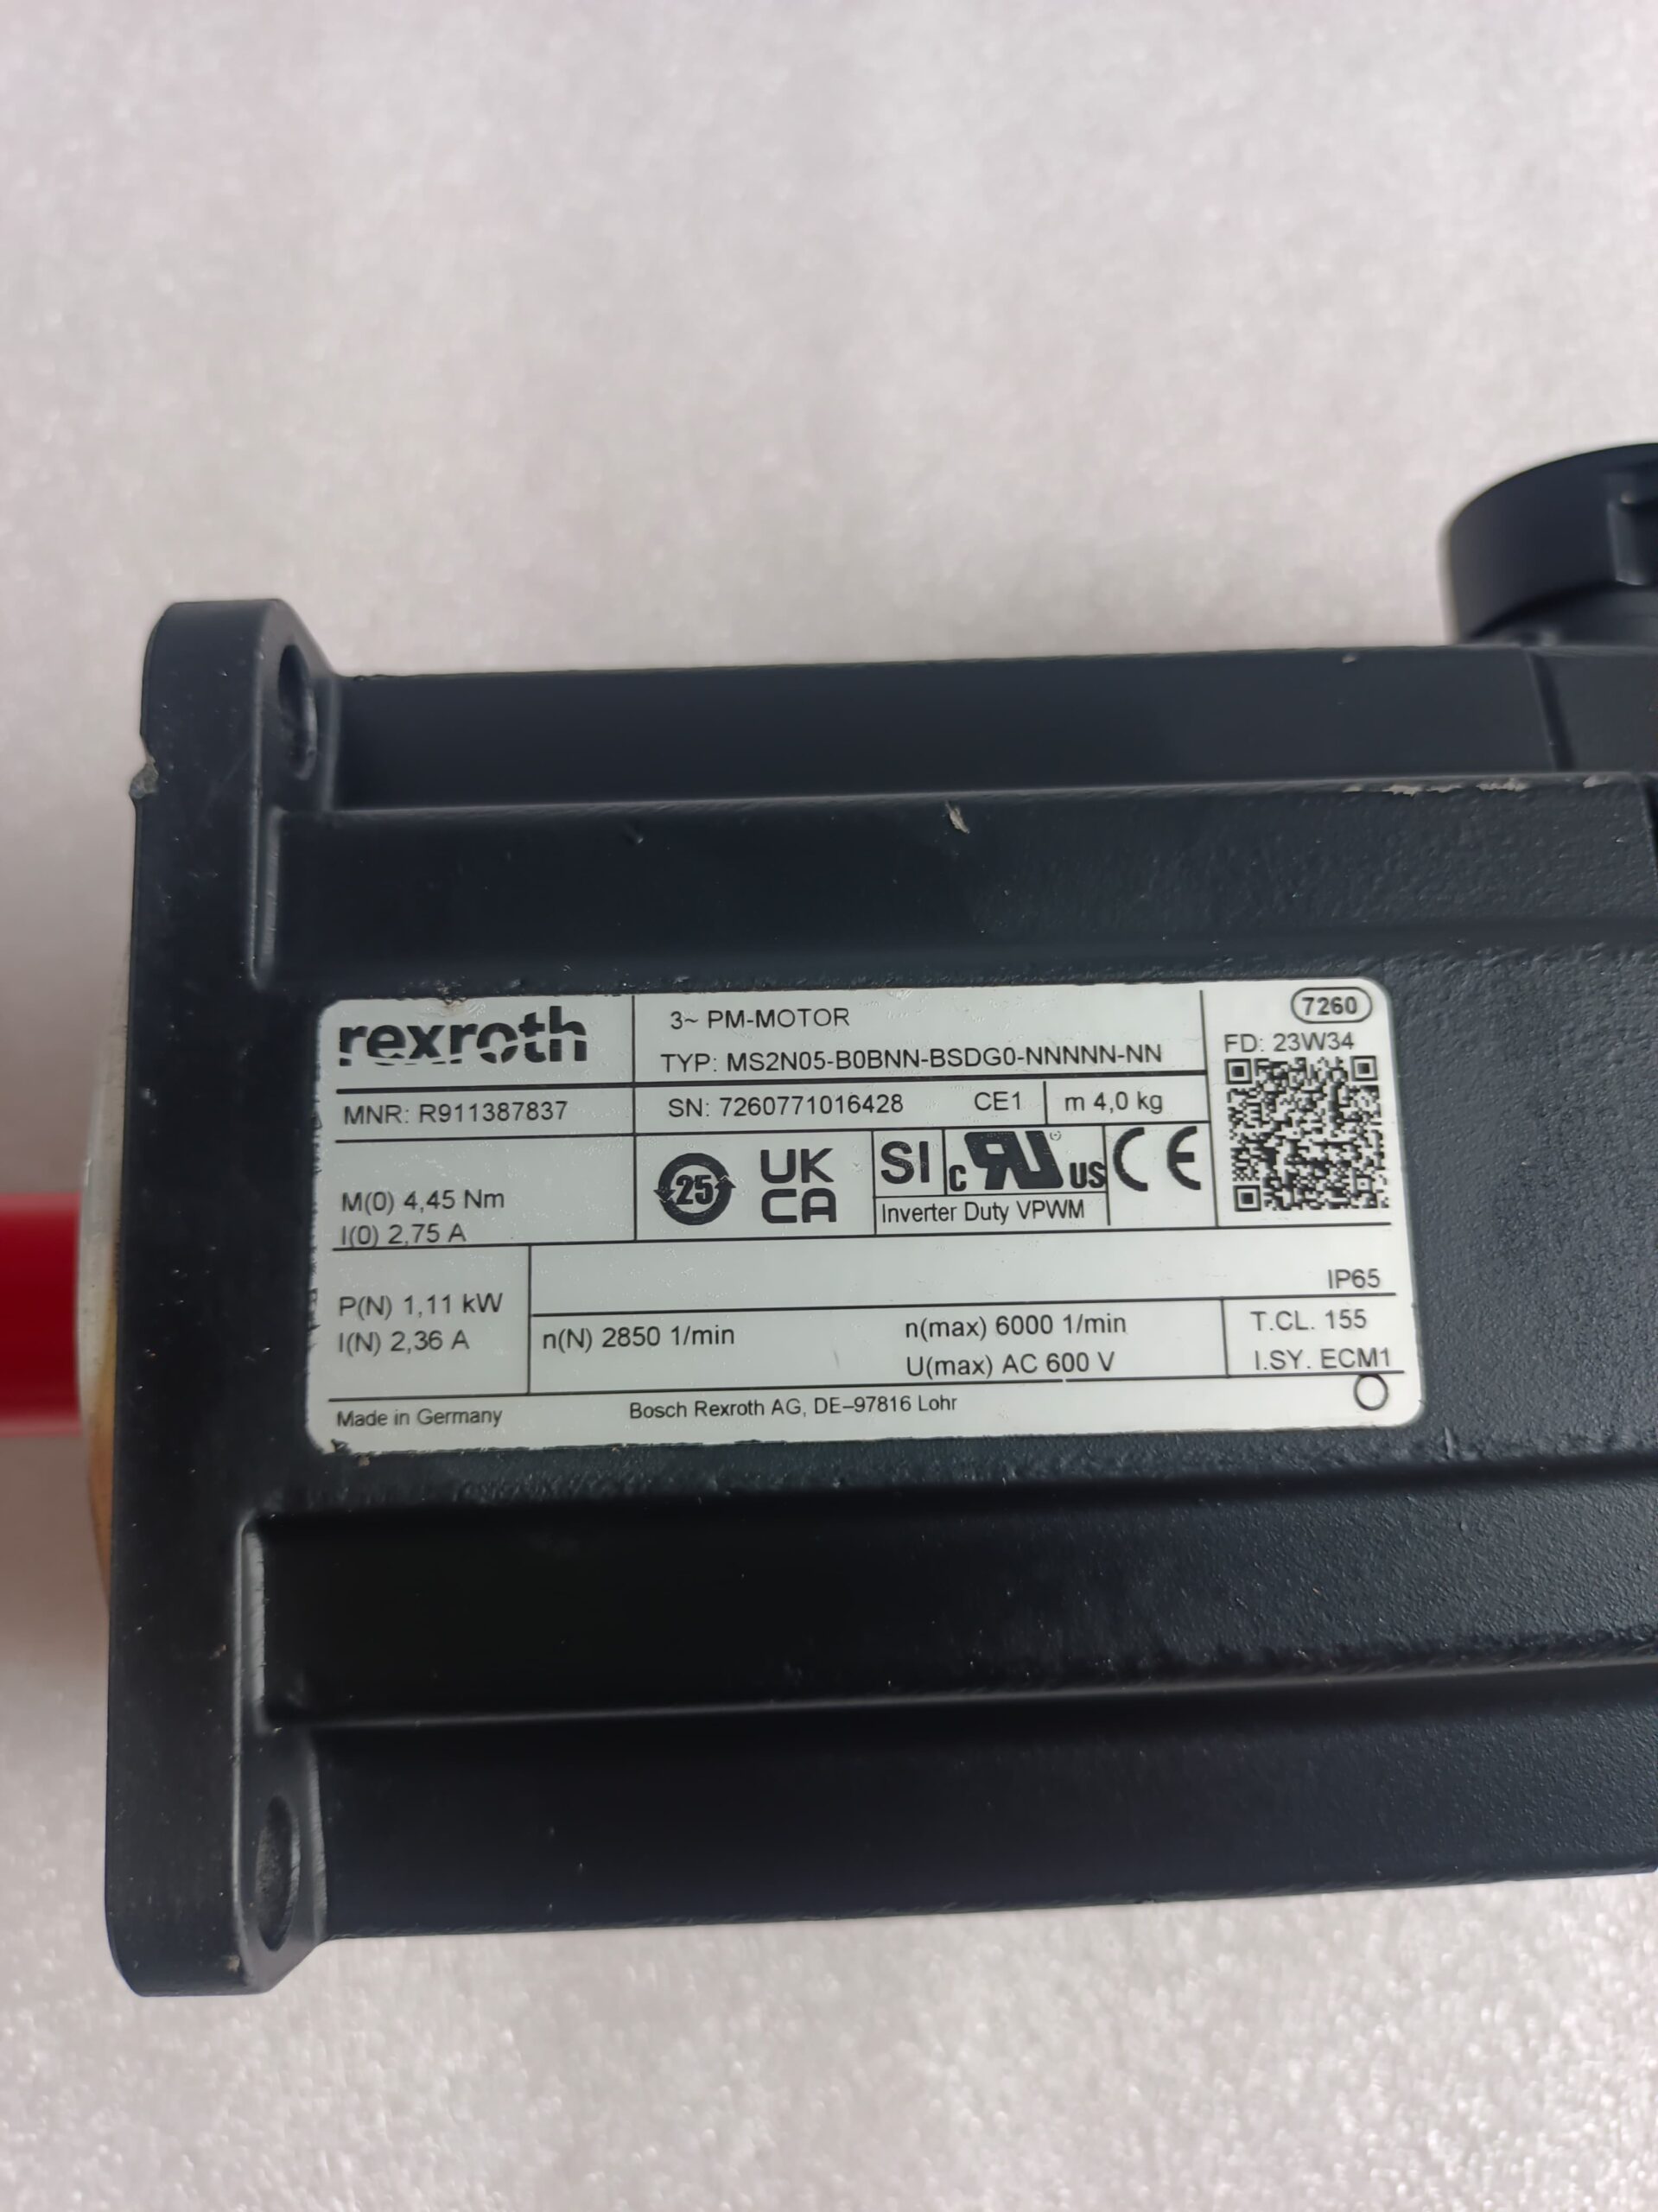 rexroth
3~ PM-MOTOR
TYP: MS2N05-B0BNN-BSDG0-NNNNN-NN
7260
FD: 23W34
MNR: R911387837
SN: 7260771016428 CE1 m 4,0 kg
M(0) 4,45 Nm
I(0) 2,75 A
25
UK
CA
SI
c RU ® US
CE
Inverter Duty VPWM
IP65
P(N) 1,11 kW
I(N) 2,36 A
n(N) 2850 1/min
n(max) 6000 1/min
U(max) AC 600 V
T.CL. 155
I.SY. ECM1
Made in Germany
Bosch Rexroth AG, DE–97816 Lohr